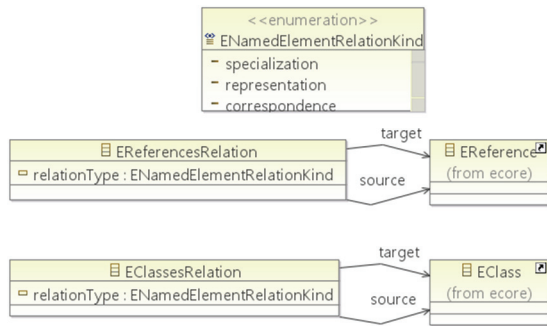 <<enumeration>>
ENamedElementRelationKind
specialization
representation
correspondence
target
EReferencesRelation
EReference
relationType : ENamedElementRelationKind
source
(from ecore)
target
EClassesRelation
EClass
relationType : ENamedElementRelationKind
source
(from ecore)